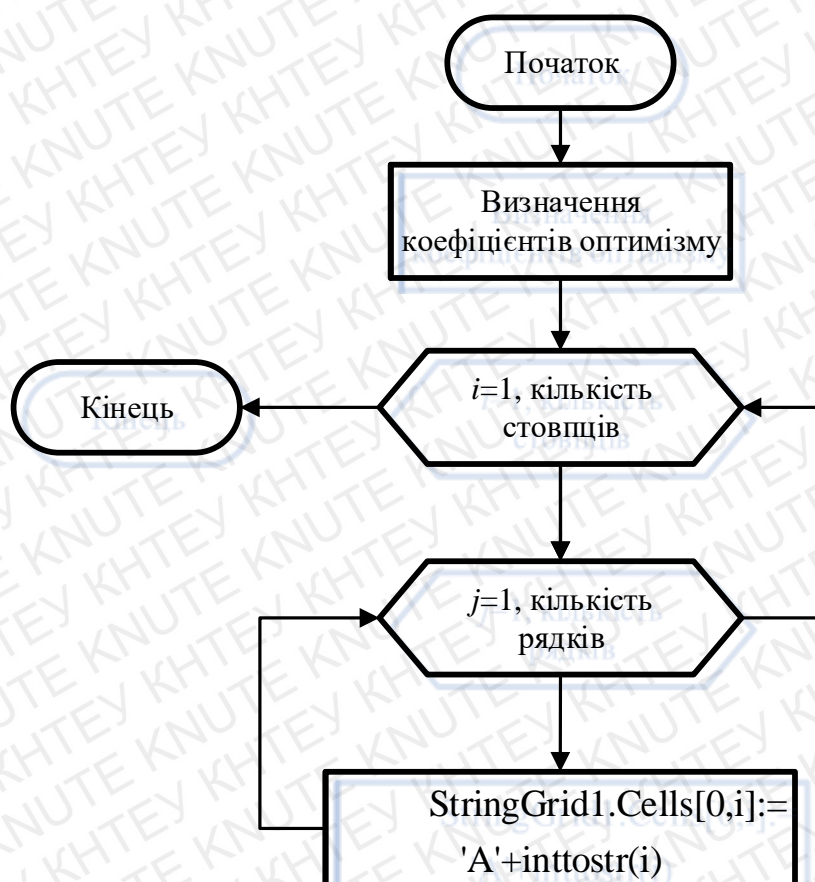 Початок
Визначення
коефіцієнтів оптимізму
i=1, кількість
стовпців
Кінець
j=1, кількість
рядків
StringGrid1.Cells[0,i]:=
'A'+inttostr(i)